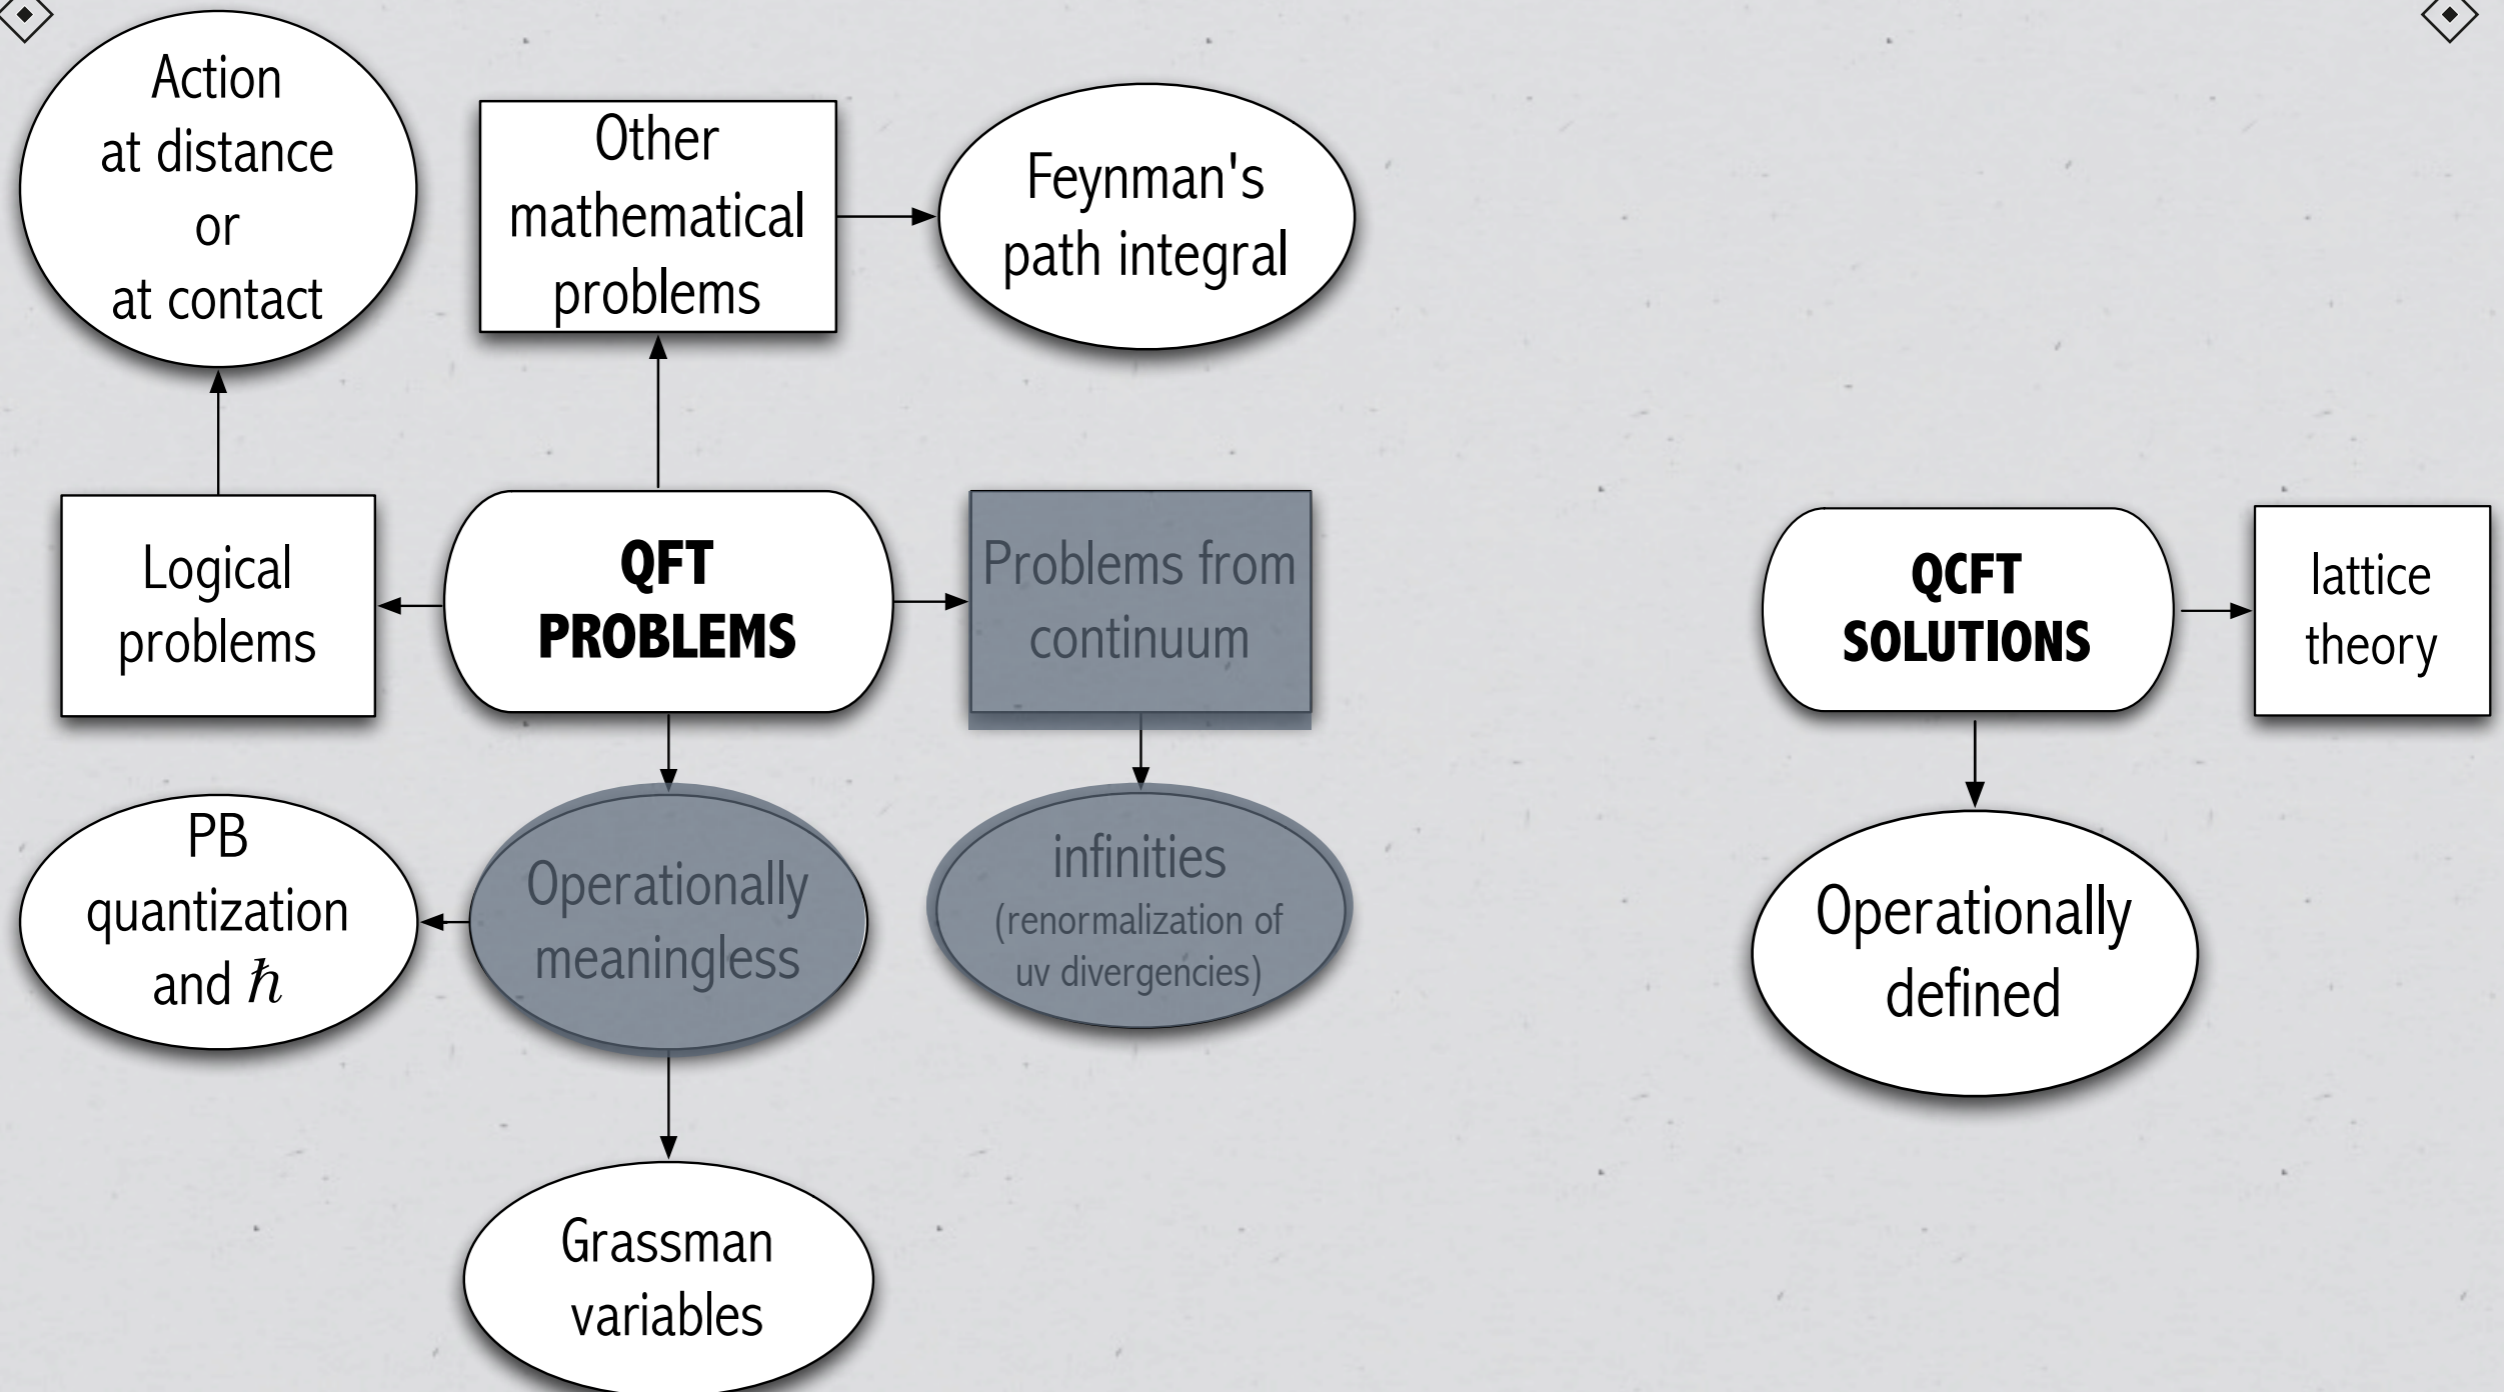 Action
at distance
or
at contact
Other
mathematical
problems
Feynman's
path integral
Logical
problems
QFT
PROBLEMS
Problems from
continuum
QCFT
SOLUTIONS
lattice
theory
PB
quantization
and ℏ
Operationally
meaningless
infinities
(renormalization of
uv divergencies)
Operationally
defined
Grassman
variables